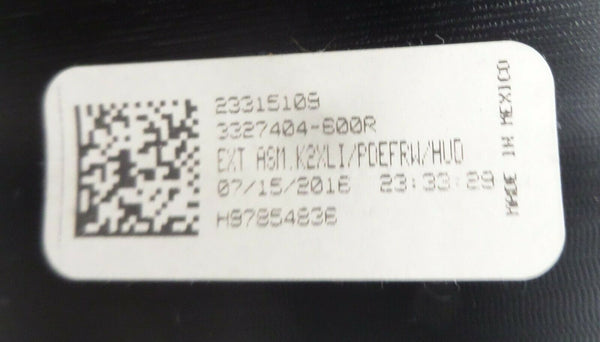 23315109
3327404-600R
EXT ASM.K2XLI/PDEFRW/HUD
07/15/2016 23:33:29
H97854836
MADE IN MEXICO